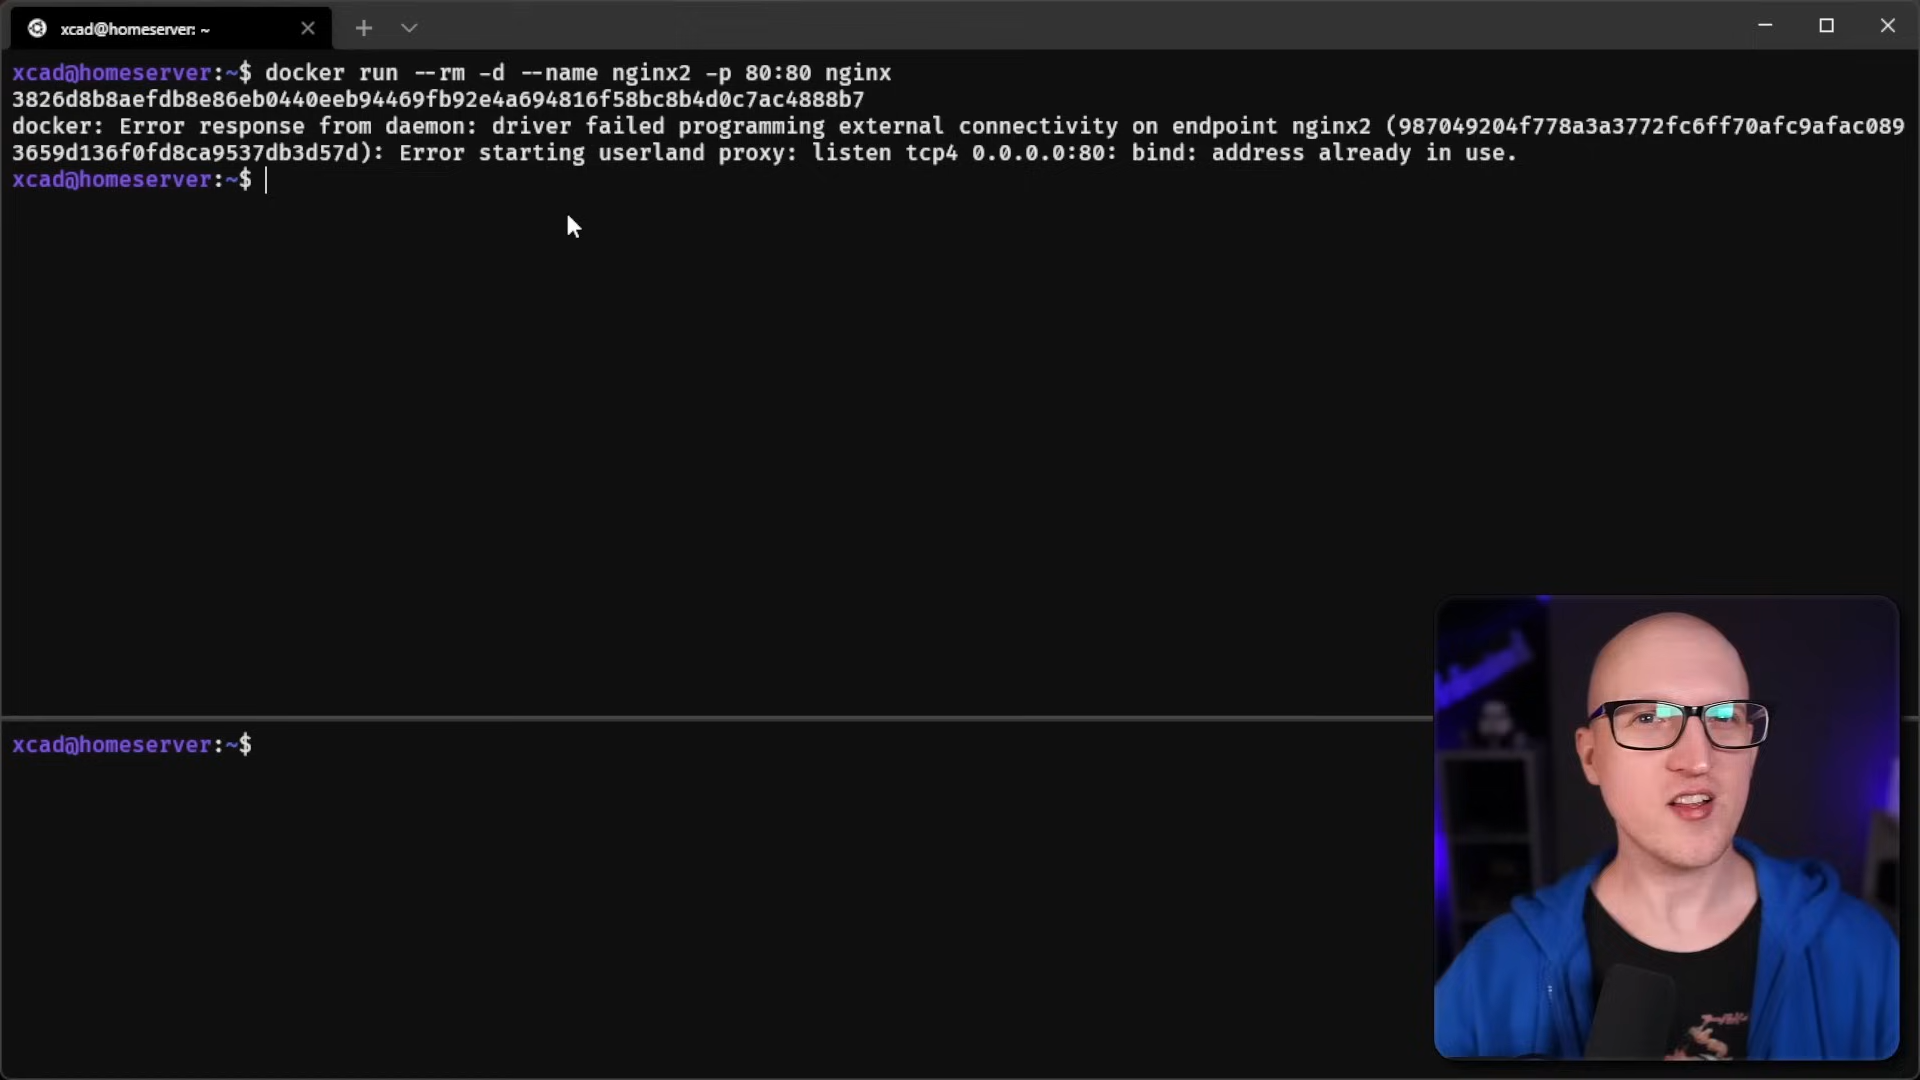 xcad@homeserver: ~
xcad@homeserver:~$ docker run --rm -d --name nginx2 -p 80:80 nginx
3826d8b8aefdb8e86eb0440eeb94469fb92e4a694816f58bc8b4d0c7ac4888b7
docker: Error response from daemon: driver failed programming external connectivity on endpoint nginx2 (987049204f778a3a3772fc6ff70afc9afac089
3659d136f0fd8ca9537db3d57d): Error starting userland proxy: listen tcp4 0.0.0.0:80: bind: address already in use.
xcad@homeserver:~$
xcad@homeserver:~$